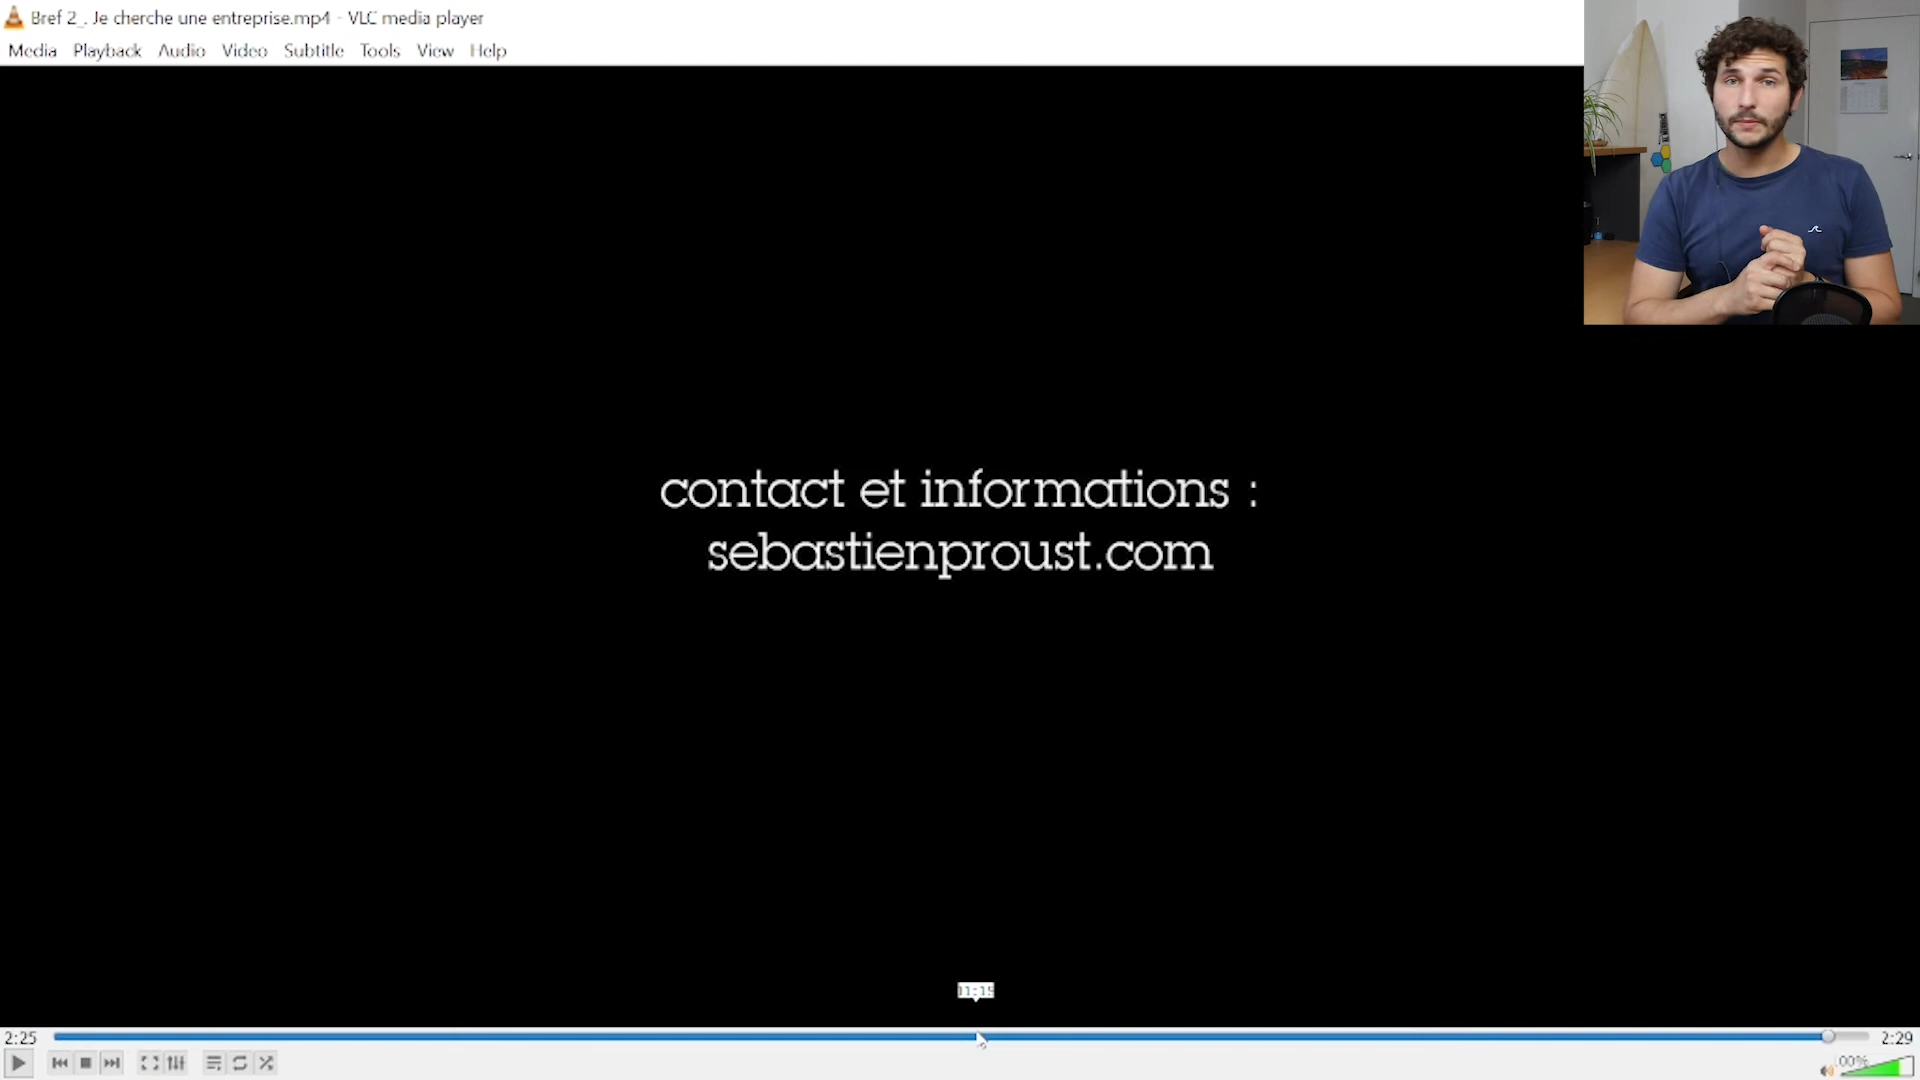 Bref 2_. Je cherche une entreprise.mp4 - VLC media player
Media Playback Audio Video Subtitle Tools View Help
contact et informations :
sebastienproust.com
2:25
2:29